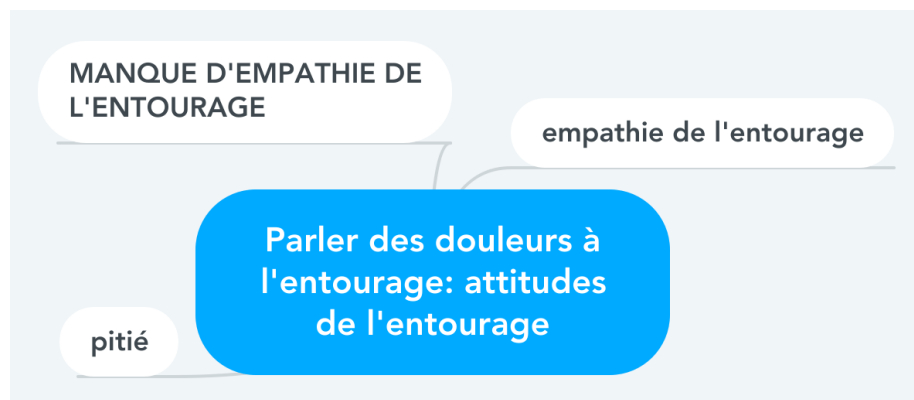 MANQUE D'EMPATHIE DE
L'ENTOURAGE
empathie de l'entourage
Parler des douleurs à
l'entourage: attitudes
de l'entourage
pitié